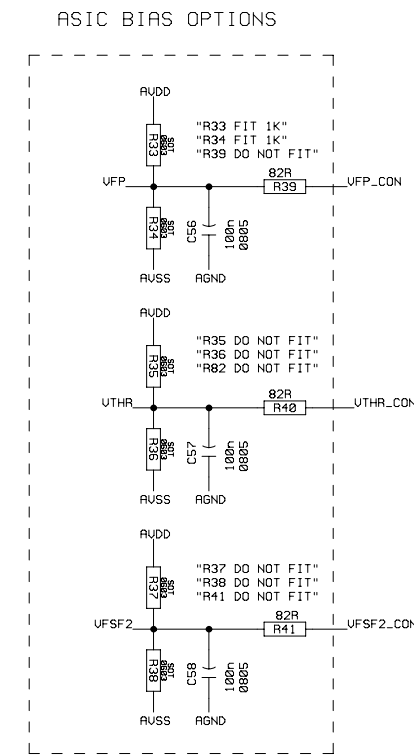 ASIC BIAS OPTIONS
AVDD
"R33 FIT 1K"
"R34 FIT 1K"
"R39 DO NOT FIT"
R33
SOT
0603
82R
VFP
R39
VFP_CON
R34
SOT
0603
C56
100n
0805
AVSS
AGND
AVDD
"R35 DO NOT FIT"
"R36 DO NOT FIT"
"R82 DO NOT FIT"
R35
SOT
0603
82R
VTHR
R40
VTHR_CON
R36
SOT
0603
C57
100n
0805
AVSS
AGND
AVDD
"R37 DO NOT FIT"
"R38 DO NOT FIT"
"R41 DO NOT FIT"
R37
SOT
0603
82R
VFSF2
R41
VFSF2_CON
R38
SOT
0603
C58
100n
0805
AVSS
AGND